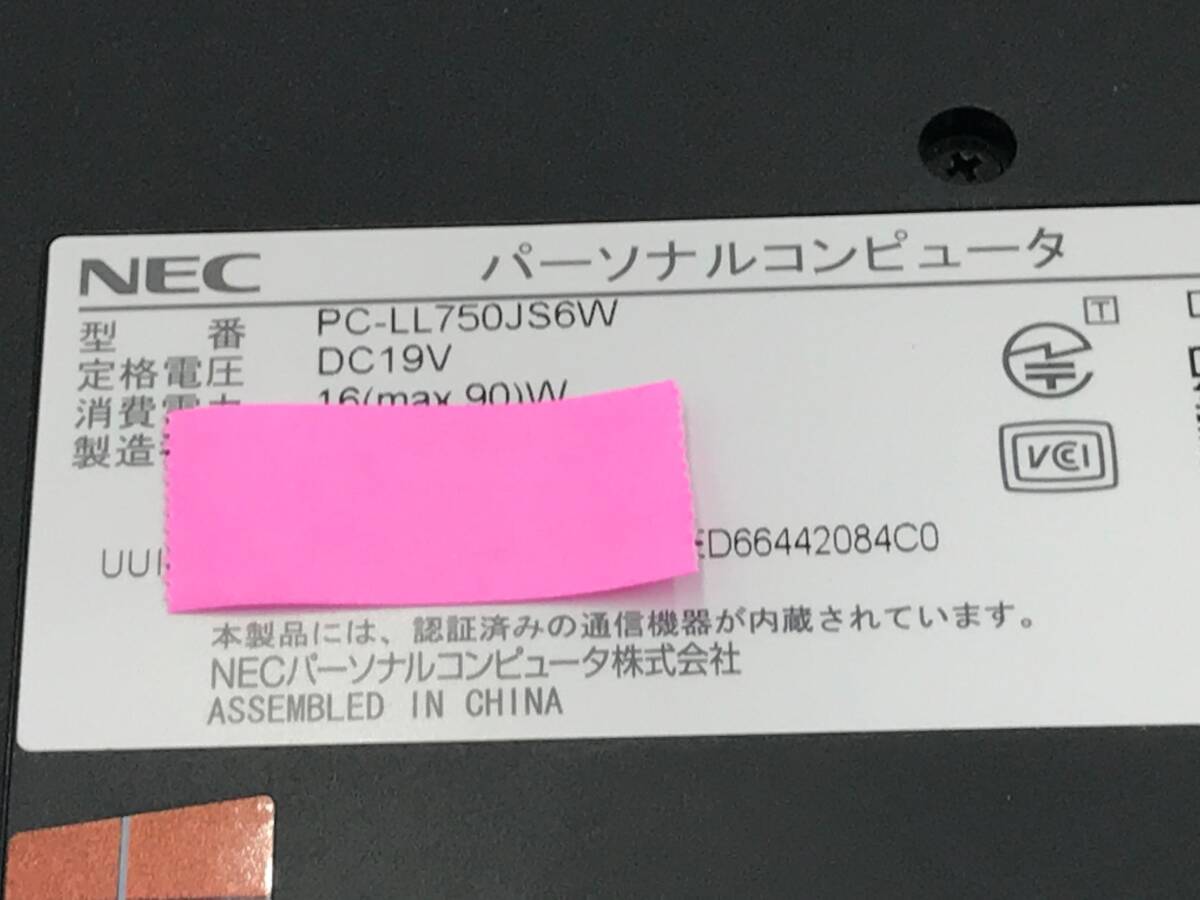 NEC パーソナルコンピュータ
型 番 PC-LL750JS6W
定格電圧 DC19V
消費電力 16(max 90)W
製造
T
VCCI
UUI
ED66442084C0
本製品には、認証済みの通信機器が内蔵されています。
NECパーソナルコンピュータ株式会社
ASSEMBLED IN CHINA